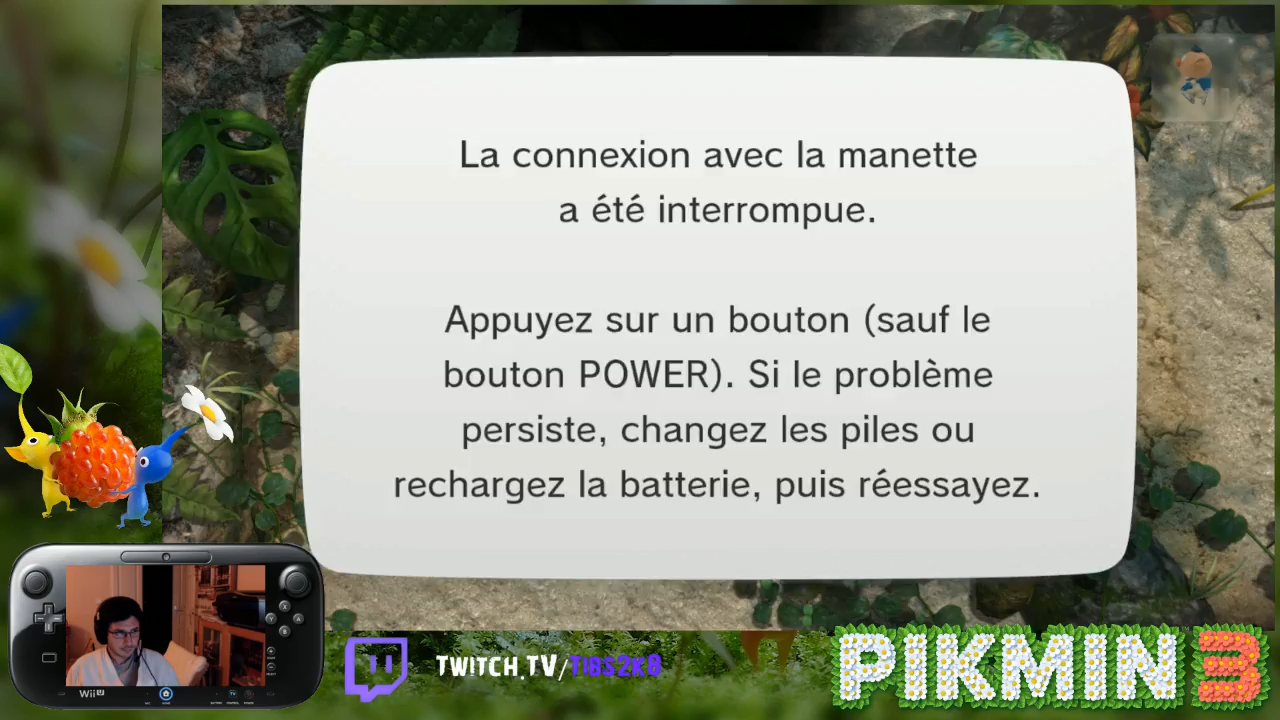 La connexion avec la manette
a été interrompue.
Appuyez sur un bouton (sauf le
bouton POWER). Si le problème
persiste, changez les piles ou
rechargez la batterie, puis réessayez.
Wii U
TWITCH.TV/TIBS2K8
PIKMIN 3